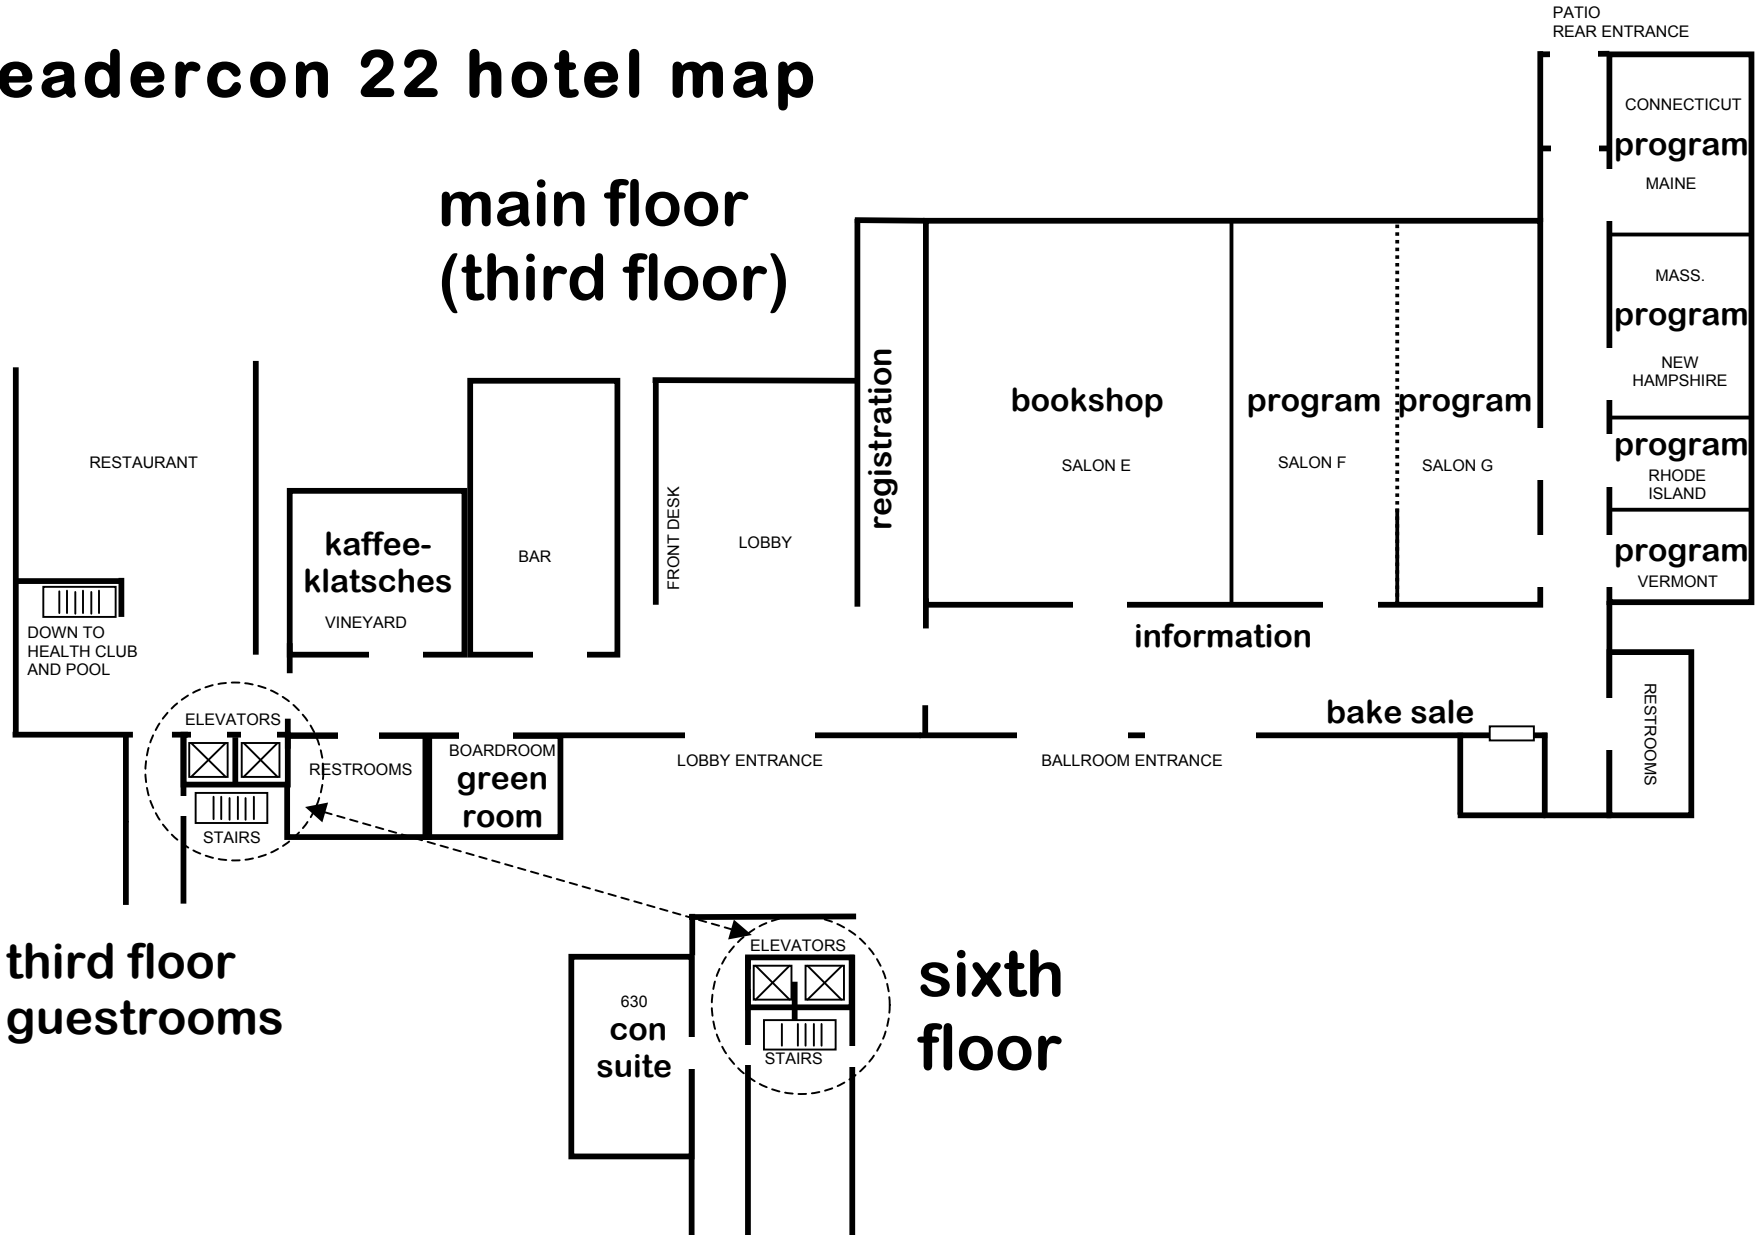 eadercon 22 hotel map
main floor
(third floor)
PATIO
REAR ENTRANCE
CONNECTICUT
program
MAINE
MASS.
program
NEW
HAMPSHIRE
program
RHODE
ISLAND
program
VERMONT
registration
bookshop
SALON E
program
SALON F
program
SALON G
RESTAURANT
kaffee-
klatsches
VINEYARD
BAR
FRONT DESK
LOBBY
DOWN TO
HEALTH CLUB
AND POOL
information
bake sale
RESTROOMS
ELEVATORS
STAIRS
RESTROOMS
BOARDROOM
green
room
LOBBY ENTRANCE
BALLROOM ENTRANCE
third floor
guestrooms
630
con
suite
ELEVATORS
STAIRS
sixth
floor